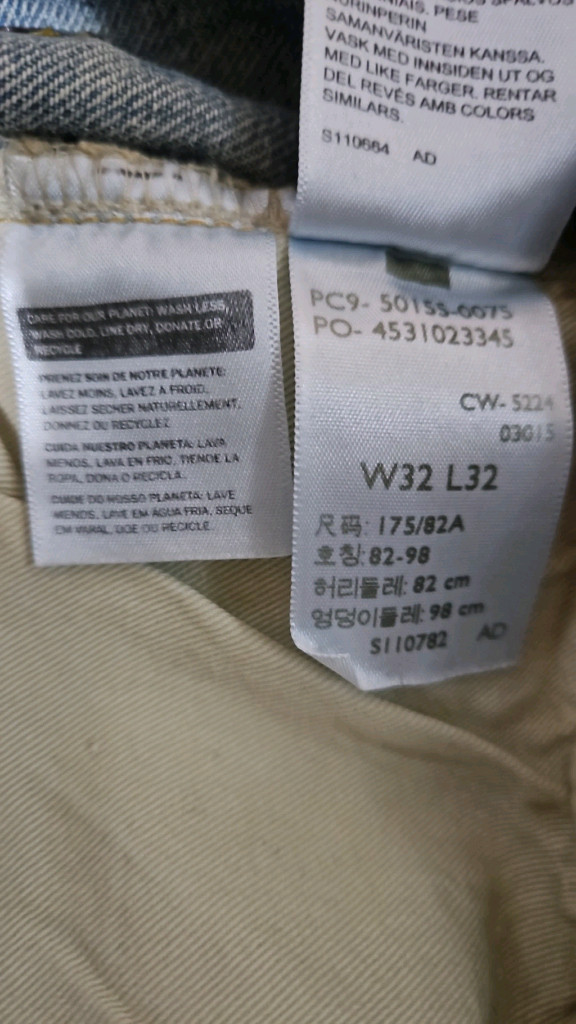 SAMANVÄRISTEN KANSSA.
VASK MED INNSIDEN UT OG
MED LIKE FARGER. RENTAR
DEL REVÉS AMB COLORS
SIMILARS.
S110664 AD
CARE FOR OUR PLANET: WASH LESS,
WASH COLD, LINE DRY, DONATE OR
RECYCLE
PRENEZ SOIN DE NOTRE PLANÈTE:
LAVEZ MOINS, LAVEZ À FROID,
LAISSEZ SÉCHER NATURELLEMENT,
DONNEZ OU RECYCLEZ
CUIDA NUESTRO PLANETA: LAVA
MENOS, LAVA EN FRÍO, TIENDE LA
ROPA, DONA O RECICLA.
CUIDE DO NOSSO PLANETA: LAVE
MENOS, LAVE EM ÁGUA FRIA, SEQUE
EM VARAL, DOE OU RECICLE.
PC9- 50155-0075
PO- 4531023345
CW- 5224
03015
W32 L32
尺码: 175/82A
호칭: 82-98
허리둘레: 82 cm
엉덩이둘레: 98 cm
S110782 AD